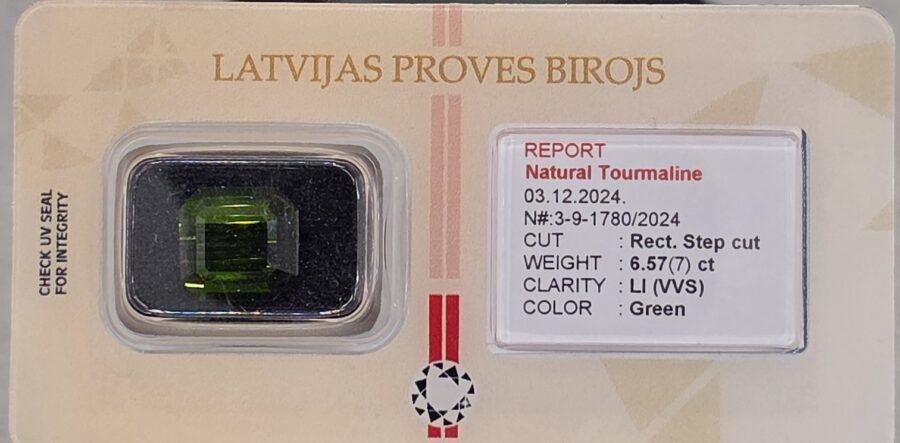 LATVIJAS PROVES BIROJS
CHECK UV SEAL
FOR INTEGRITY
REPORT
Natural Tourmaline
03.12.2024.
N#:3-9-1780/2024
CUT : Rect. Step cut
WEIGHT : 6.57(7) ct
CLARITY : LI (VVS)
COLOR : Green